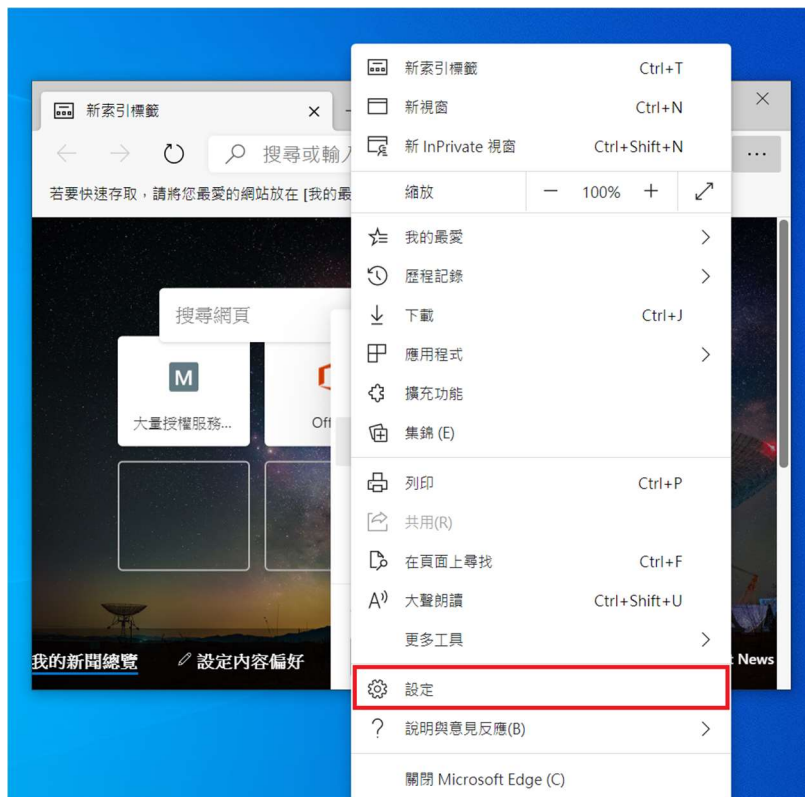 新索引標籤
搜尋或輸入
若要快速存取，請將您最愛的網站放在 [我的最
搜尋網頁
M
大量授權服務...
Off
我的新聞總覽
設定內容偏好
News
新索引標籤 Ctrl+T
新視窗 Ctrl+N
新 InPrivate 視窗 Ctrl+Shift+N
縮放 — 100% +
我的最愛
歷程記錄
下載 Ctrl+J
應用程式
擴充功能
集錦 (E)
列印 Ctrl+P
共用(R)
在頁面上尋找 Ctrl+F
大聲朗讀 Ctrl+Shift+U
更多工具
設定
說明與意見反應(B)
關閉 Microsoft Edge (C)